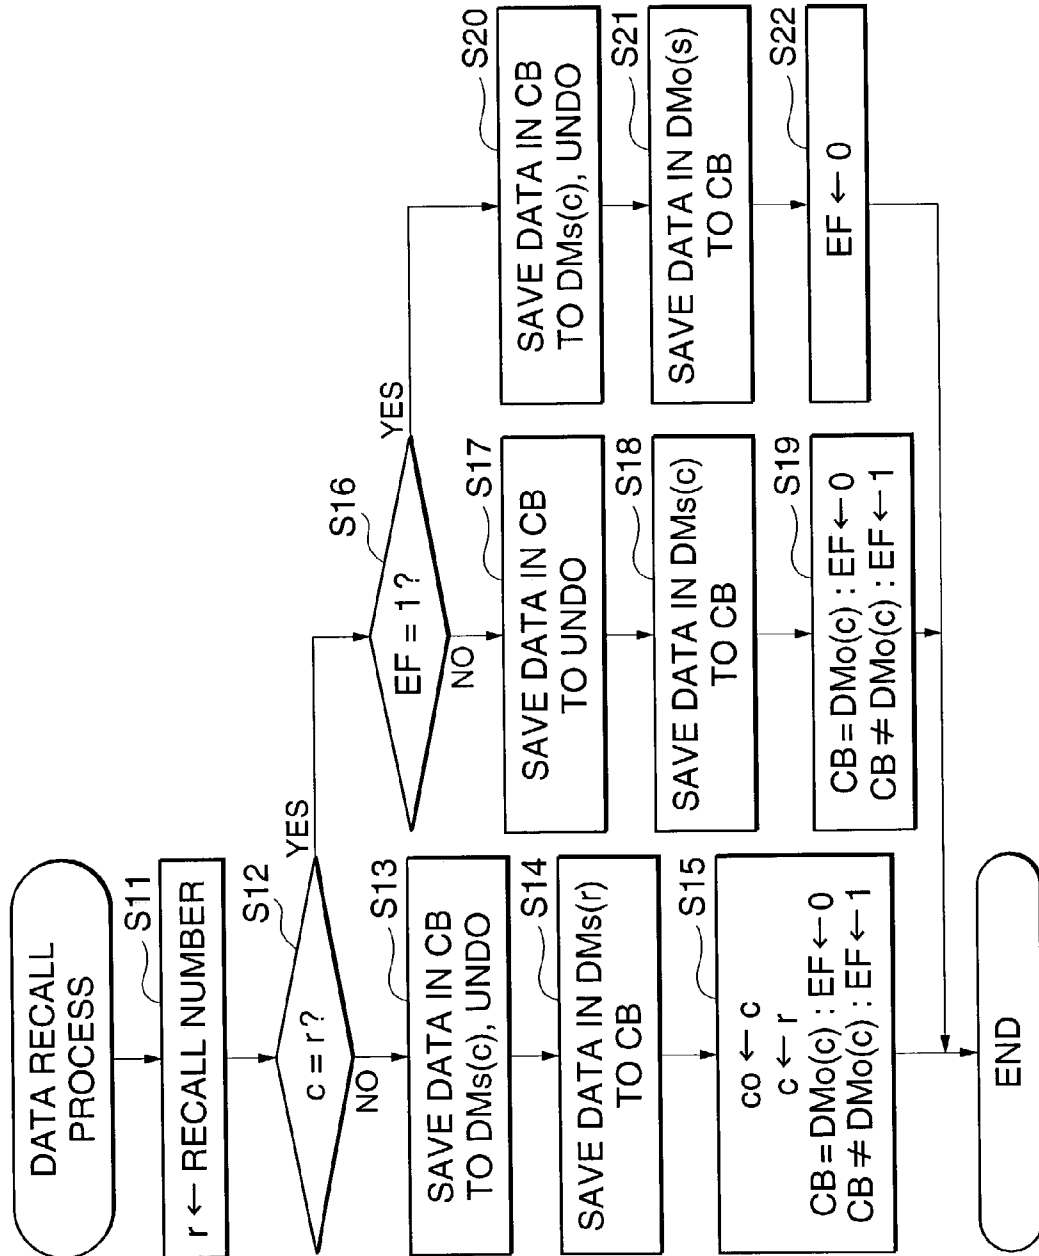 DATA RECALL
PROCESS
S11
r ← RECALL NUMBER
S12
c = r?
YES
NO
S13
SAVE DATA IN CB
TO DMs(c), UNDO
S14
SAVE DATA IN DMs(r)
TO CB
S15
co ← c
c ← r
CB = DMo(c) : EF ← 0
CB ≠ DMo(c) : EF ← 1
S16
EF = 1?
YES
NO
S17
SAVE DATA IN CB
TO UNDO
S18
SAVE DATA IN DMs(c)
TO CB
S19
CB = DMo(c) : EF ← 0
CB ≠ DMo(c) : EF ← 1
S20
SAVE DATA IN CB
TO DMs(c), UNDO
S21
SAVE DATA IN DMo(s)
TO CB
S22
EF ← 0
END